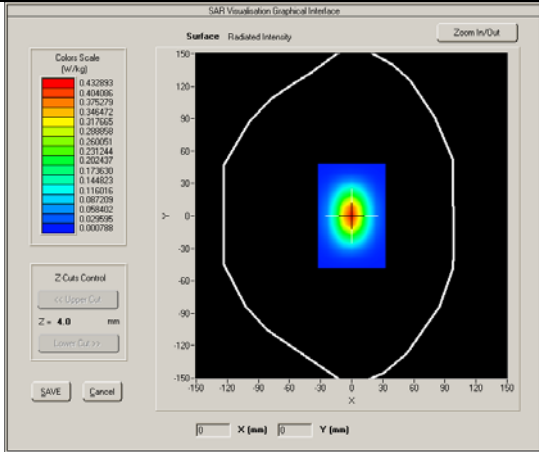 SAR Visualisation Graphical Interface
Surface Radiated Intensity
Zoom In/Out
Colors Scale
(W/kg)
0.432893
0.404086
0.375279
0.346472
0.317665
0.288858
0.260051
0.231244
0.202437
0.173630
0.144823
0.116016
0.087209
0.058402
0.029595
0.000788
Z-Cuts Control
<< Upper Cut
Z = 4.0 mm
Lower Cut >>
SAVE Cancel
150
120
90
60
30
0
-30
-60
-90
-120
-150
Y
-150 -120 -90 -60 -30 0 30 60 90 120 150
X
0 X (mm) 0 Y (mm)